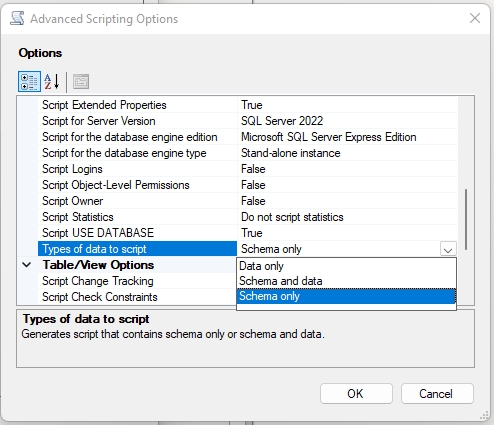 Advanced Scripting Options
Options
Script Extended Properties True
Script for Server Version SQL Server 2022
Script for the database engine edition Microsoft SQL Server Express Edition
Script for the database engine type Stand-alone instance
Script Logins False
Script Object-Level Permissions False
Script Owner False
Script Statistics Do not script statistics
Script USE DATABASE True
Types of data to script Schema only
Table/View Options Data only
Script Change Tracking Schema and data
Script Check Constraints Schema only
Types of data to script
Generates script that contains schema only or schema and data.
OK Cancel